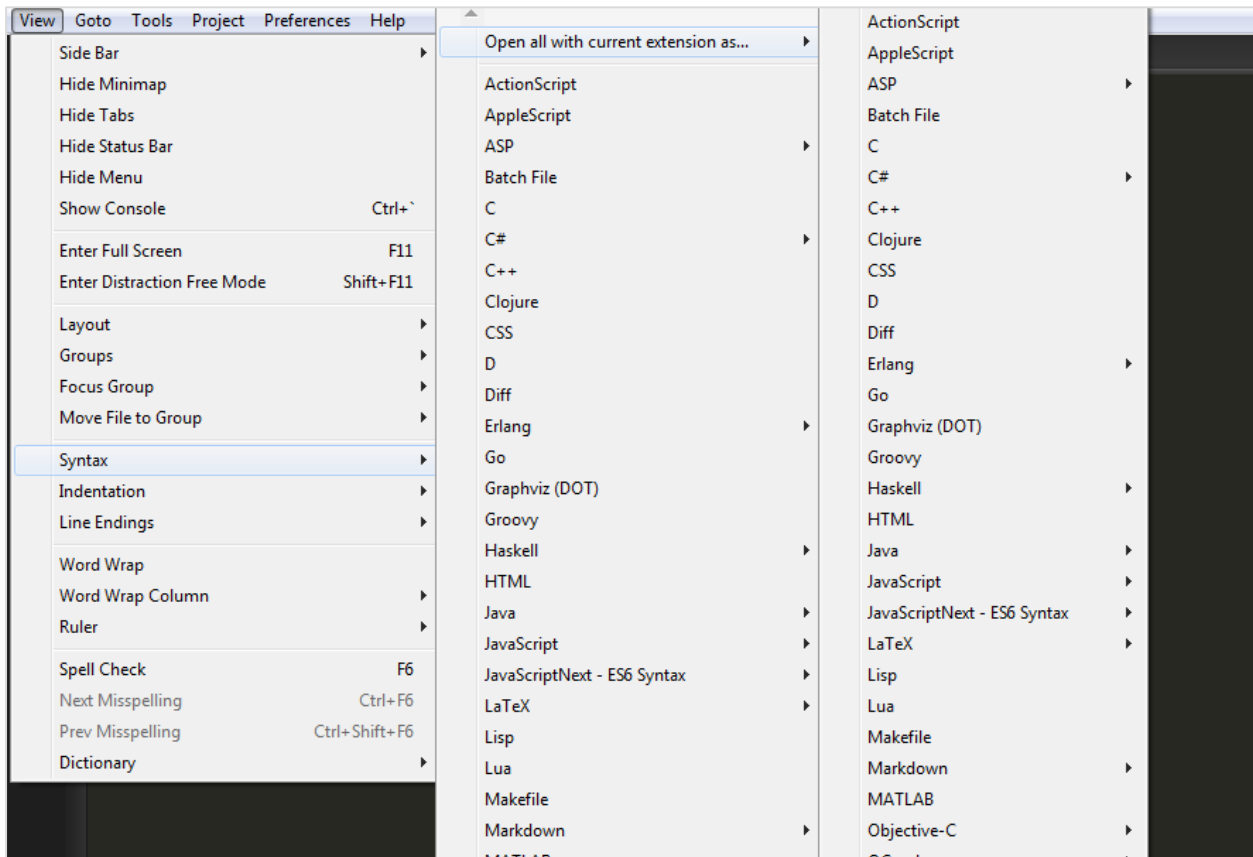 View Goto Tools Project Preferences Help
Side Bar
Hide Minimap
Hide Tabs
Hide Status Bar
Hide Menu
Show Console Ctrl+`
Enter Full Screen F11
Enter Distraction Free Mode Shift+F11
Layout
Groups
Focus Group
Move File to Group
Syntax
Indentation
Line Endings
Word Wrap
Word Wrap Column
Ruler
Spell Check F6
Next Misspelling Ctrl+F6
Prev Misspelling Ctrl+Shift+F6
Dictionary
Open all with current extension as...
ActionScript
AppleScript
ASP
Batch File
C
C#
C++
Clojure
CSS
D
Diff
Erlang
Go
Graphviz (DOT)
Groovy
Haskell
HTML
Java
JavaScript
JavaScriptNext - ES6 Syntax
LaTeX
Lisp
Lua
Makefile
Markdown
MATLAB
ActionScript
AppleScript
ASP
Batch File
C
C#
C++
Clojure
CSS
D
Diff
Erlang
Go
Graphviz (DOT)
Groovy
Haskell
HTML
Java
JavaScript
JavaScriptNext - ES6 Syntax
LaTeX
Lisp
Lua
Makefile
Markdown
MATLAB
Objective-C